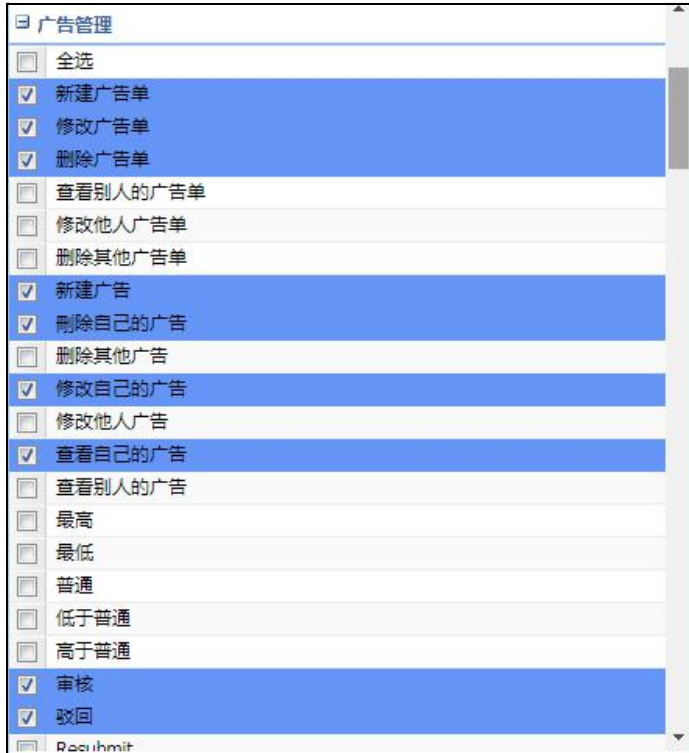 广告管理
全选
新建广告单
修改广告单
删除广告单
查看别人的广告单
修改他人广告单
删除其他广告单
新建广告
刪除自己的广告
删除其他广告
修改自己的广告
修改他人广告
查看自己的广告
查看别人的广告
最高
最低
普通
低于普通
高于普通
审核
驳回
Resubmit